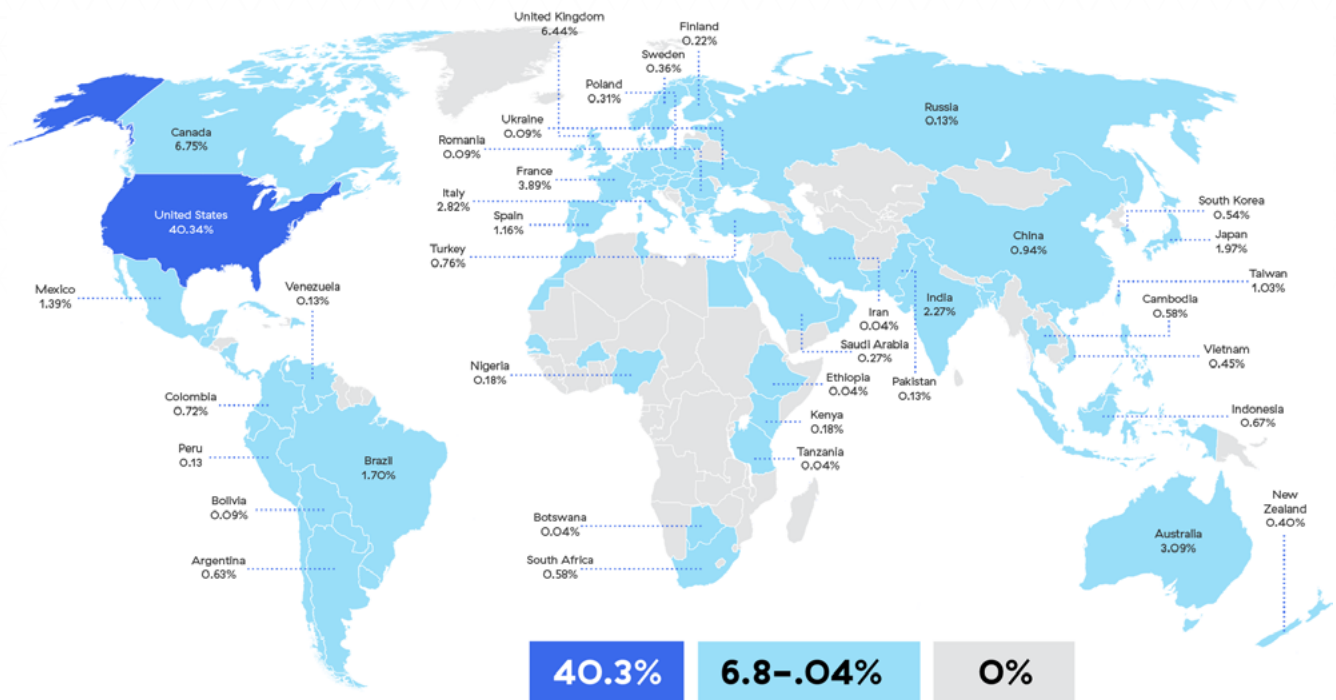 United Kingdom
6.44%
Finland
0.22%
Sweden
0.36%
Poland
0.31%
Ukraine
0.09%
Romania
0.09%
France
3.89%
Italy
2.82%
Spain
1.16%
Turkey
0.76%
Canada
6.75%
United States
40.34%
Mexico
1.39%
Venezuela
0.13%
Colombia
0.72%
Peru
0.13
Brazil
1.70%
Bolivia
0.09%
Argentina
0.63%
Nigeria
0.18%
Botswana
0.04%
South Africa
0.58%
Ethiopia
0.04%
Kenya
0.18%
Tanzania
0.04%
Russia
0.13%
China
0.94%
India
2.27%
Iran
0.04%
Saudi Arabia
0.27%
Pakistan
0.13%
South Korea
0.54%
Japan
1.97%
Taiwan
1.03%
Cambodia
0.58%
Vietnam
0.45%
Indonesia
0.67%
Australia
3.09%
New
Zealand
0.40%
40.3%
6.8-.04%
0%